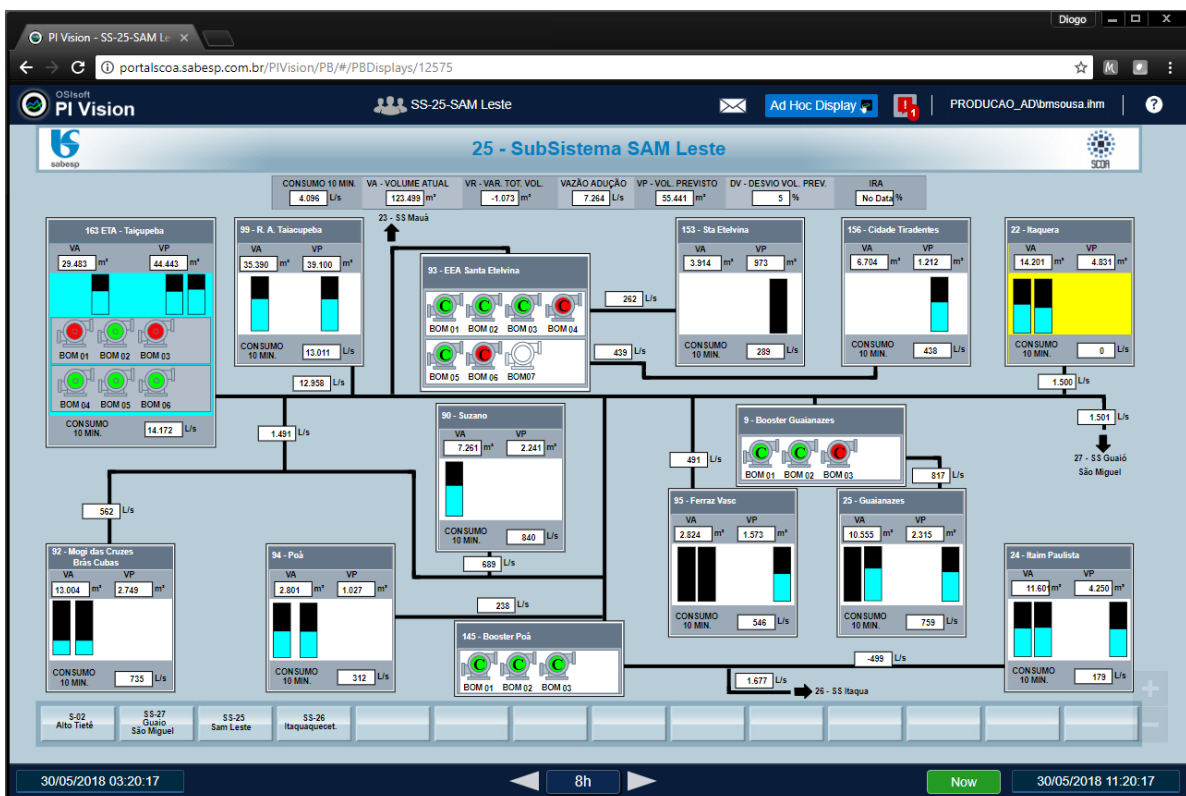 Diogo
PI Vision - SS-25-SAM Le
portalscoa.sabesp.com.br/PIVision/PB/#/PBDisplays/12575
OSIsoft
PI Vision
SS-25-SAM Leste
Ad Hoc Display
1
PRODUCAO_AD\bmsousa.ihm
?
sabesp
25 - SubSistema SAM Leste
SCOA
CONSUMO 10 MIN. VA - VOLUME ATUAL VR - VAR. TOT. VOL. VAZÃO ADUÇÃO VP - VOL. PREVISTO DV - DESVIO VOL. PREV. IRA
4.096 L/s 123.499 m³ -1.073 m³ 7.264 L/s 55.441 m³ 5 % No Data %
23 - SS Mauá
163 ETA - Taiçupeba
VA VP
29.483 m³ 44.443 m³
BOM 01 BOM 02 BOM 03
BOM 04 BOM 05 BOM 06
CONSUMO
10 MIN.
14.172 L/s
99 - R. A. Taiacupeba
VA VP
35.390 m³ 39.100 m³
CONSUMO
10 MIN.
13.011 L/s
12.958 L/s
93 - EEA Santa Etelvina
C C C C
BOM 01 BOM 02 BOM 03 BOM 04
C C
BOM 05 BOM 06 BOM07
262 L/s
439 L/s
153 - Sta Etelvina
VA VP
3.914 m³ 973 m³
CONSUMO
10 MIN.
289 L/s
156 - Cidade Tiradentes
VA VP
6.704 m³ 1.212 m³
CONSUMO
10 MIN.
438 L/s
22 - Itaquera
VA VP
14.201 m³ 4.831 m³
CONSUMO
10 MIN.
0 L/s
1.500 L/s
1.501 L/s
27 - SS Guaió
São Miguel
1.491 L/s
90 - Suzano
VA VP
7.261 m³ 2.241 m³
CONSUMO
10 MIN.
840 L/s
689 L/s
491 L/s
9 - Booster Guaianazes
C C C
BOM 01 BOM 02 BOM 03
817 L/s
95 - Ferraz Vasc
VA VP
2.824 m³ 1.573 m³
CONSUMO
10 MIN.
546 L/s
25 - Guaianazes
VA VP
10.555 m³ 2.315 m³
CONSUMO
10 MIN.
759 L/s
562 L/s
92 - Mogi das Cruzes
Brás Cubas
VA VP
13.004 m³ 2.749 m³
CONSUMO
10 MIN.
735 L/s
94 - Poá
VA VP
2.801 m³ 1.027 m³
CONSUMO
10 MIN.
312 L/s
238 L/s
145 - Booster Poá
C C C
BOM 01 BOM 02 BOM 03
24 - Itaim Paulista
VA VP
11.601 m³ 4.250 m³
CONSUMO
10 MIN.
179 L/s
-499 L/s
1.677 L/s
26 - SS Itaqua
S-02
Alto Tietê
SS-27
Guaio
São Miguel
SS-25
Sam Leste
SS-26
Itaquaquecet.
30/05/2018 03:20:17
8h
Now
30/05/2018 11:20:17